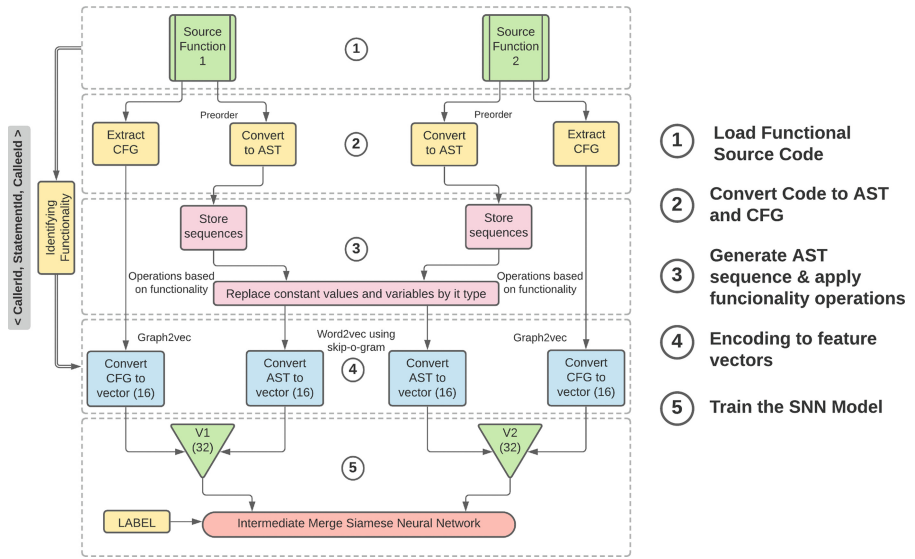 Source
Function
1
1
Source
Function
2
Preorder
Preorder
Extract
CFG
Convert
to AST
2
Convert
to AST
Extract
CFG
< CallerId, StatementId, CalleeId >
Identifying
Functionality
Store
sequences
Store
sequences
3
Operations based
on functionality
Operations based
on functionality
Replace constant values and variables by it type
Graph2vec
Word2vec using
skip-o-gram
Graph2vec
Convert
CFG to
vector (16)
Convert
AST to
vector (16)
4
Convert
AST to
vector (16)
Convert
CFG to
vector (16)
V1
(32)
V2
(32)
5
LABEL
Intermediate Merge Siamese Neural Network
1
Load Functional
Source Code
2
Convert Code to AST
and CFG
3
Generate AST
sequence & apply
funcionality operations
4
Encoding to feature
vectors
5
Train the SNN Model